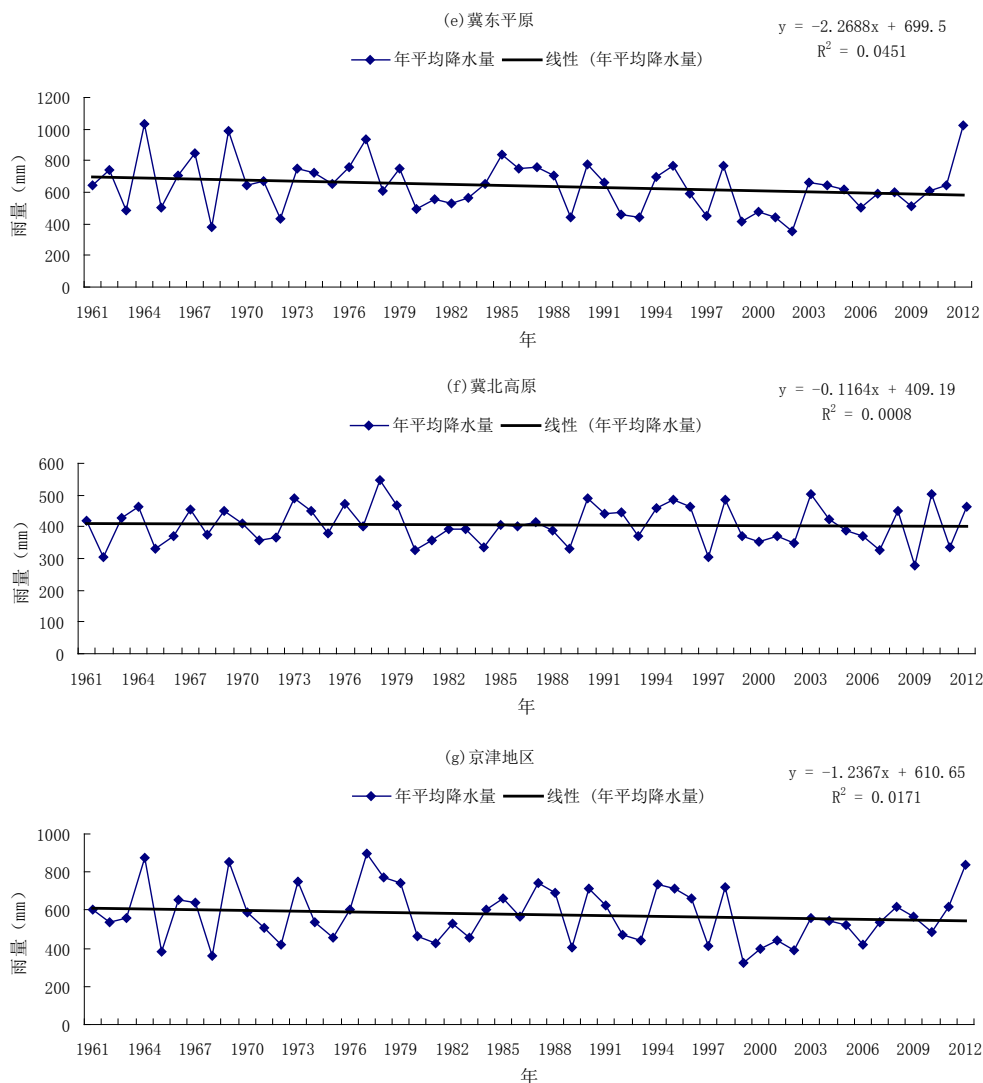 (e)冀东平原
y = -2.2688x + 699.5
R² = 0.0451
年平均降水量 线性 (年平均降水量)
1200
1000
800
600
400
200
0
雨量（mm）
1961 1964 1967 1970 1973 1976 1979 1982 1985 1988 1991 1994 1997 2000 2003 2006 2009 2012
年
(f)冀北高原
y = -0.1164x + 409.19
R² = 0.0008
年平均降水量 线性 (年平均降水量)
600
500
400
300
200
100
0
雨量（mm）
1961 1964 1967 1970 1973 1976 1979 1982 1985 1988 1991 1994 1997 2000 2003 2006 2009 2012
年
(g)京津地区
y = -1.2367x + 610.65
R² = 0.0171
年平均降水量 线性 (年平均降水量)
1000
800
600
400
200
0
雨量（mm）
1961 1964 1967 1970 1973 1976 1979 1982 1985 1988 1991 1994 1997 2000 2003 2006 2009 2012
年